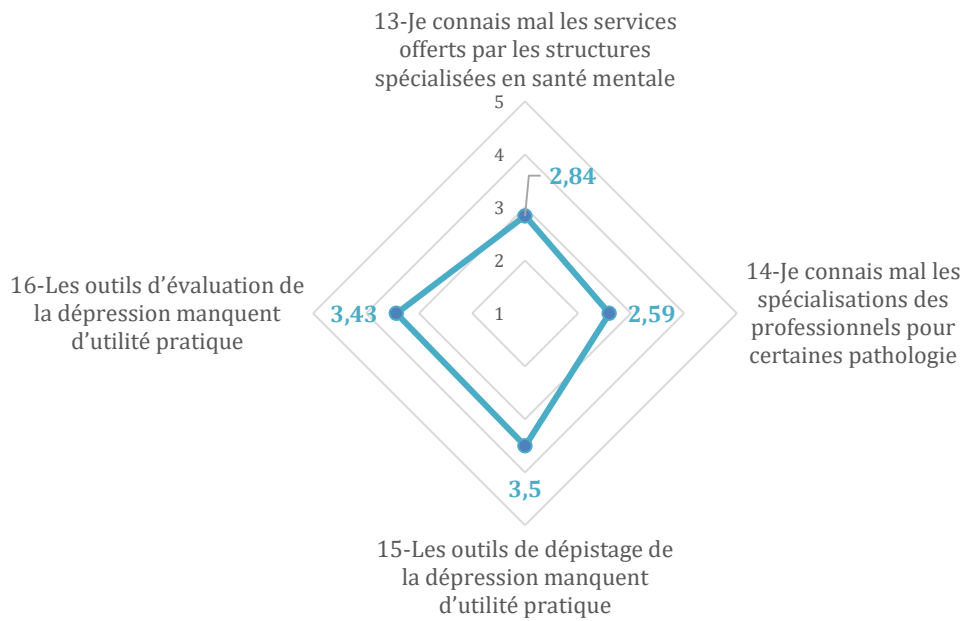 13-Je connais mal les services
offerts par les structures
spécialisées en santé mentale
5
4
2,84
3
2
16-Les outils d’évaluation de
la dépression manquent
d’utilité pratique
3,43
1
2,59
14-Je connais mal les
spécialisations des
professionnels pour
certaines pathologie
3,5
15-Les outils de dépistage de
la dépression manquent
d’utilité pratique